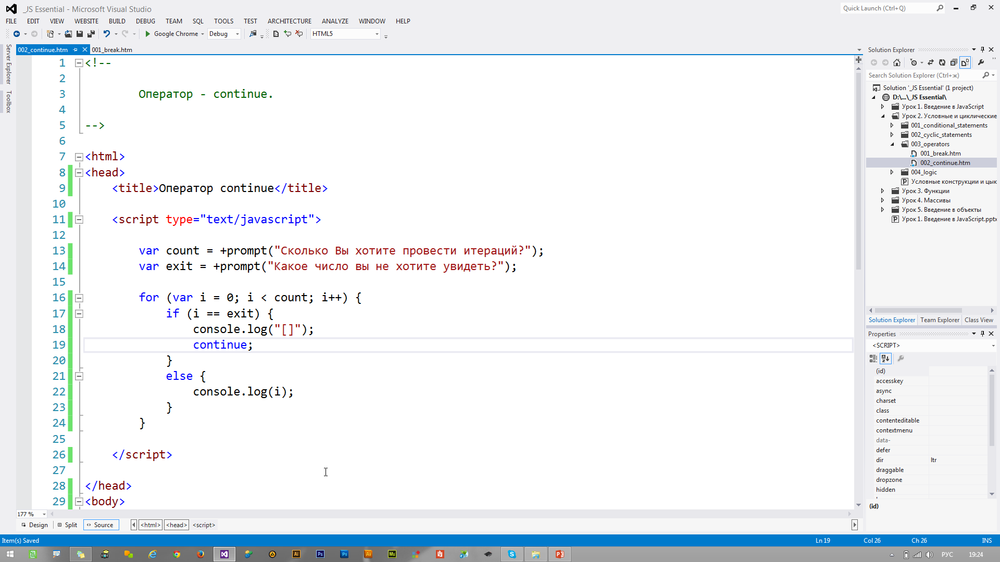 _JS Essential - Microsoft Visual Studio
Quick Launch (Ctrl+Q)
FILE EDIT VIEW WEBSITE BUILD DEBUG TEAM SQL TOOLS TEST ARCHITECTURE ANALYZE WINDOW HELP
Google Chrome Debug HTML5
Server Explorer
Toolbox
002_continue.htm 001_break.htm
1 <!--
2
3 Оператор - continue.
4
5 -->
6
7 <html>
8 <head>
9 <title>Оператор continue</title>
10
11 <script type="text/javascript">
12
13 var count = +prompt("Сколько Вы хотите провести итераций?");
14 var exit = +prompt("Какое число вы не хотите увидеть?");
15
16 for (var i = 0; i < count; i++) {
17 if (i == exit) {
18 console.log("[]");
19 continue;
20 }
21 else {
22 console.log(i);
23 }
24 }
25
26 </script>
27
28 </head>
29 <body>
177 %
Design Split Source <html> <head> <script>
Solution Explorer
Search Solution Explorer (Ctrl+ж)
Solution '_JS Essential' (1 project)
D:\...\_JS Essential\
Урок 1. Введение в JavaScript
Урок 2. Условные и циклические
001_conditional_statements
002_cyclic_statements
003_operators
001_break.htm
002_continue.htm
004_logic
Условные конструкции и цык
Урок 3. Функции
Урок 4. Массивы
Урок 5. Введение в объекты
Урок 1. Введение в JavaScript.pptx
Solution Explorer Team Explorer Class View
Properties
<SCRIPT>
(id)
accesskey
async
charset
class
contenteditable
contextmenu
data-
defer
dir ltr
draggable
dropzone
hidden
(id)
Item(s) Saved Ln 19 Col 26 Ch 26 INS
Ai Ps Ps Ai Mu РУС 19:24